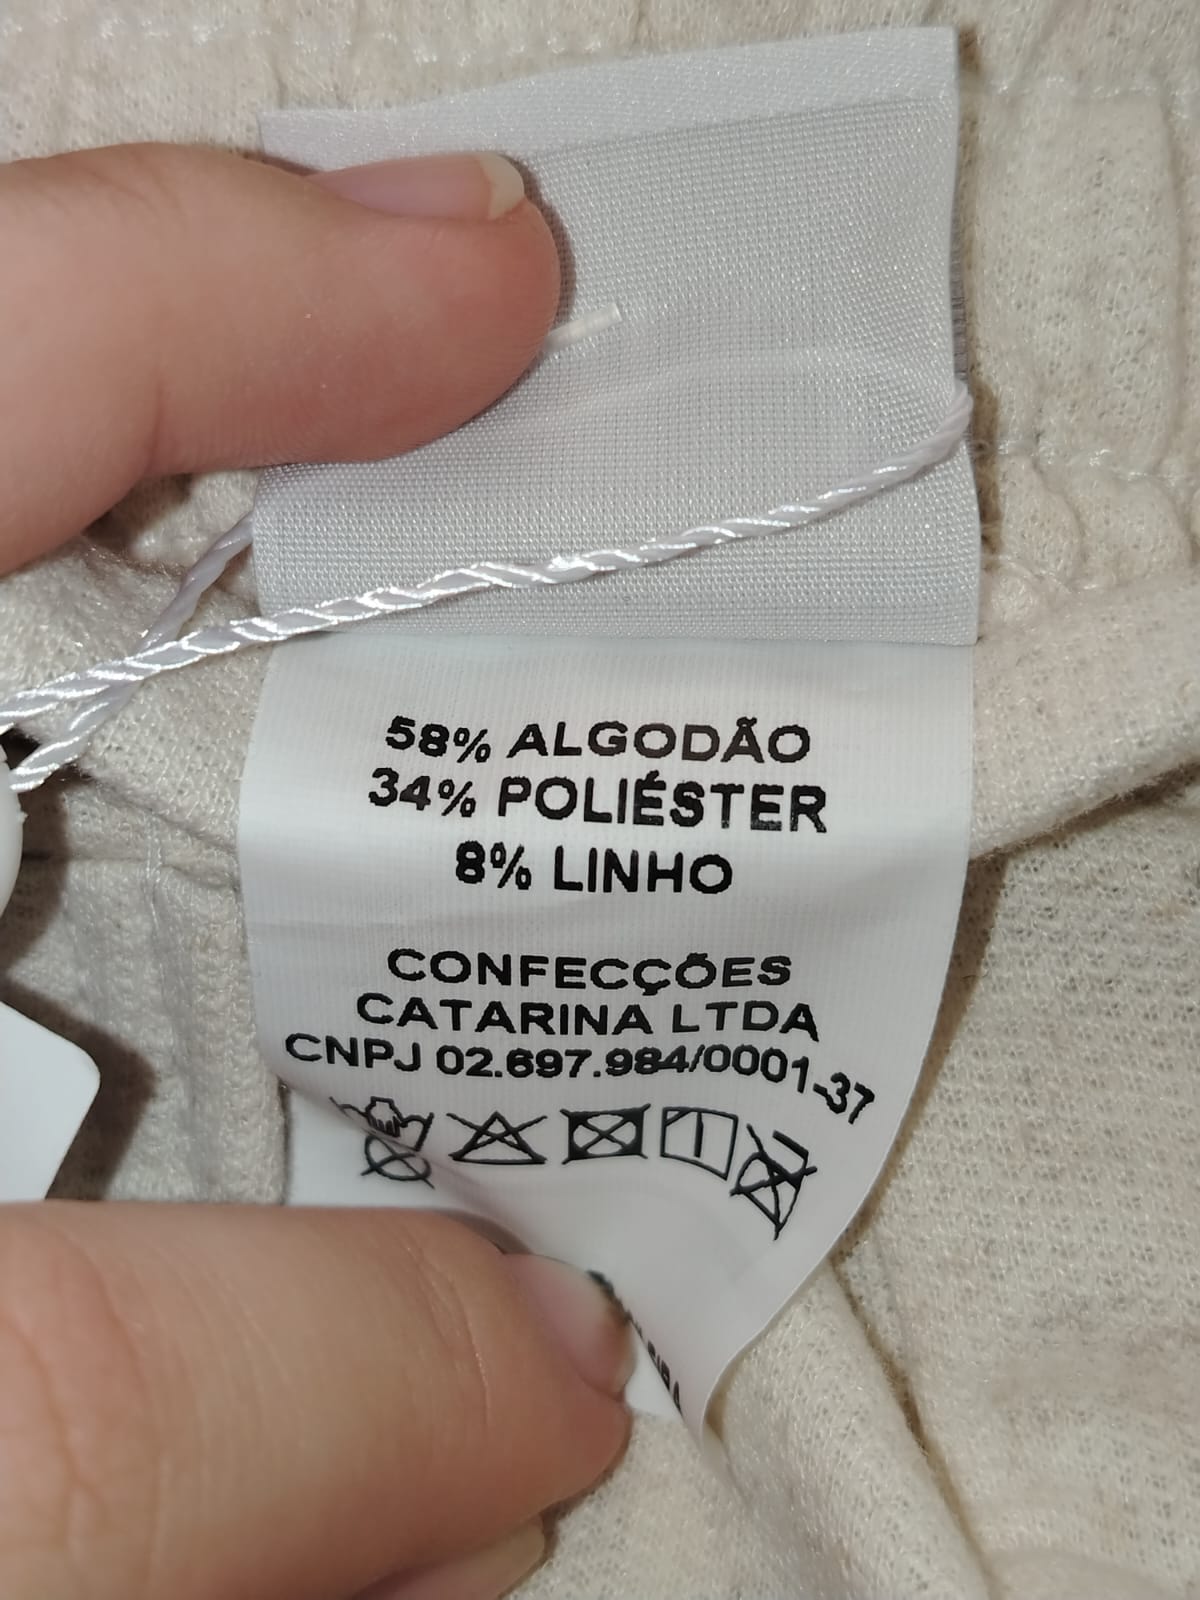 58% ALGODÃO
34% POLIÉSTER
8% LINHO
CONFECÇÕES
CATARINA LTDA
CNPJ 02.697.984/0001-37